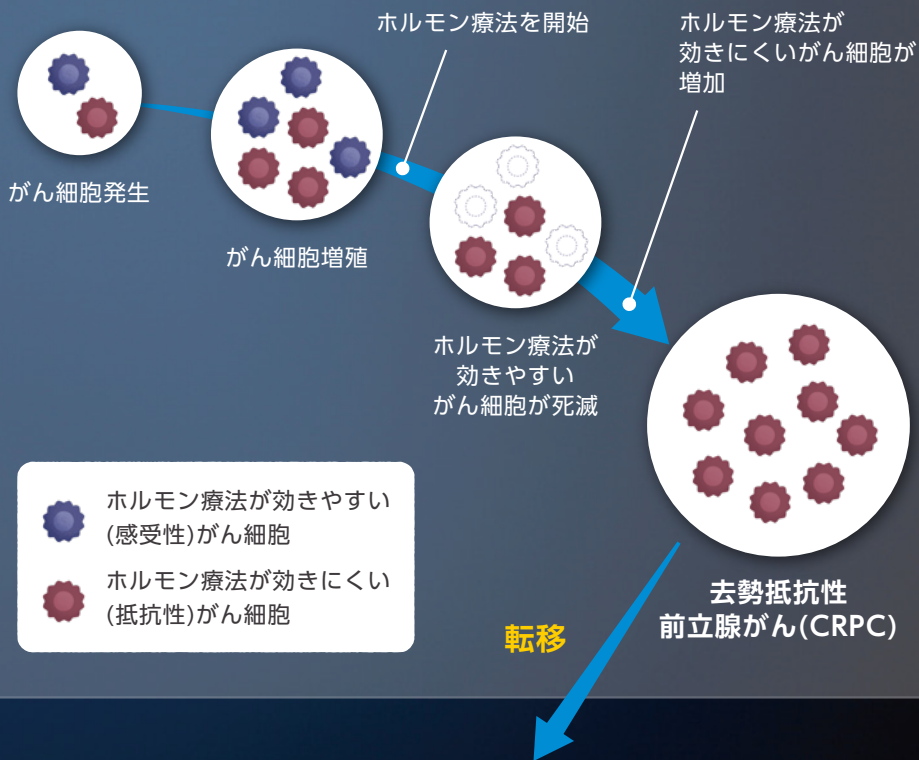 ホルモン療法を開始
ホルモン療法が
効きにくいがん細胞が
増加
がん細胞発生
がん細胞増殖
ホルモン療法が
効きやすい
がん細胞が死滅
ホルモン療法が効きやすい
(感受性)がん細胞
ホルモン療法が効きにくい
(抵抗性)がん細胞
去勢抵抗性
前立腺がん(CRPC)
転移